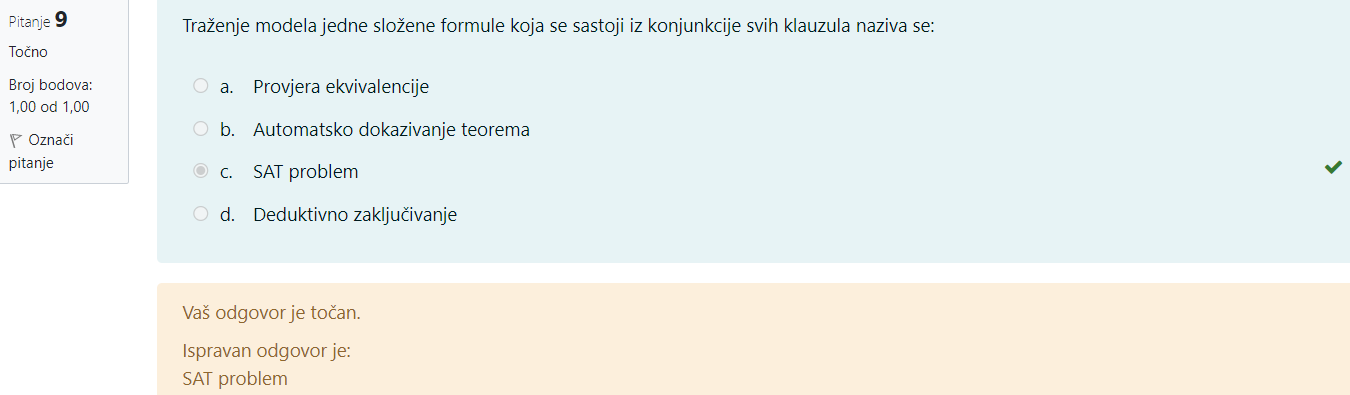 Pitanje 9
Točno
Broj bodova:
1,00 od 1,00
Označi
pitanje
Traženje modela jedne složene formule koja se sastoji iz konjunkcije svih klauzula naziva se:
a. Provjera ekvivalencije
b. Automatsko dokazivanje teorema
c. SAT problem
d. Deduktivno zaključivanje
Vaš odgovor je točan.
Ispravan odgovor je:
SAT problem